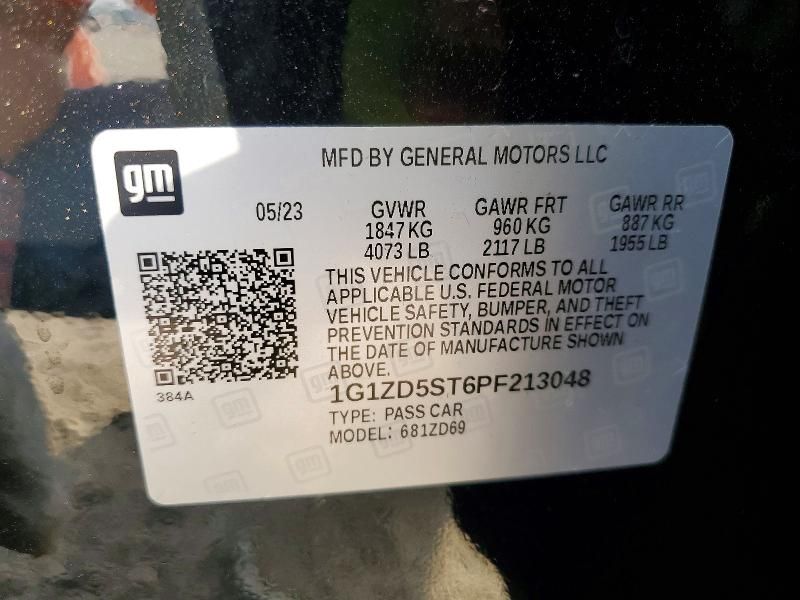 gm
MFD BY GENERAL MOTORS LLC
05/23 GVWR GAWR FRT GAWR RR
1847 KG 960 KG 887 KG
4073 LB 2117 LB 1955 LB
THIS VEHICLE CONFORMS TO ALL
APPLICABLE U.S. FEDERAL MOTOR
VEHICLE SAFETY, BUMPER, AND THEFT
PREVENTION STANDARDS IN EFFECT ON
THE DATE OF MANUFACTURE SHOWN
ABOVE.
384A
1G1ZD5ST6PF213048
TYPE: PASS CAR
MODEL: 681ZD69